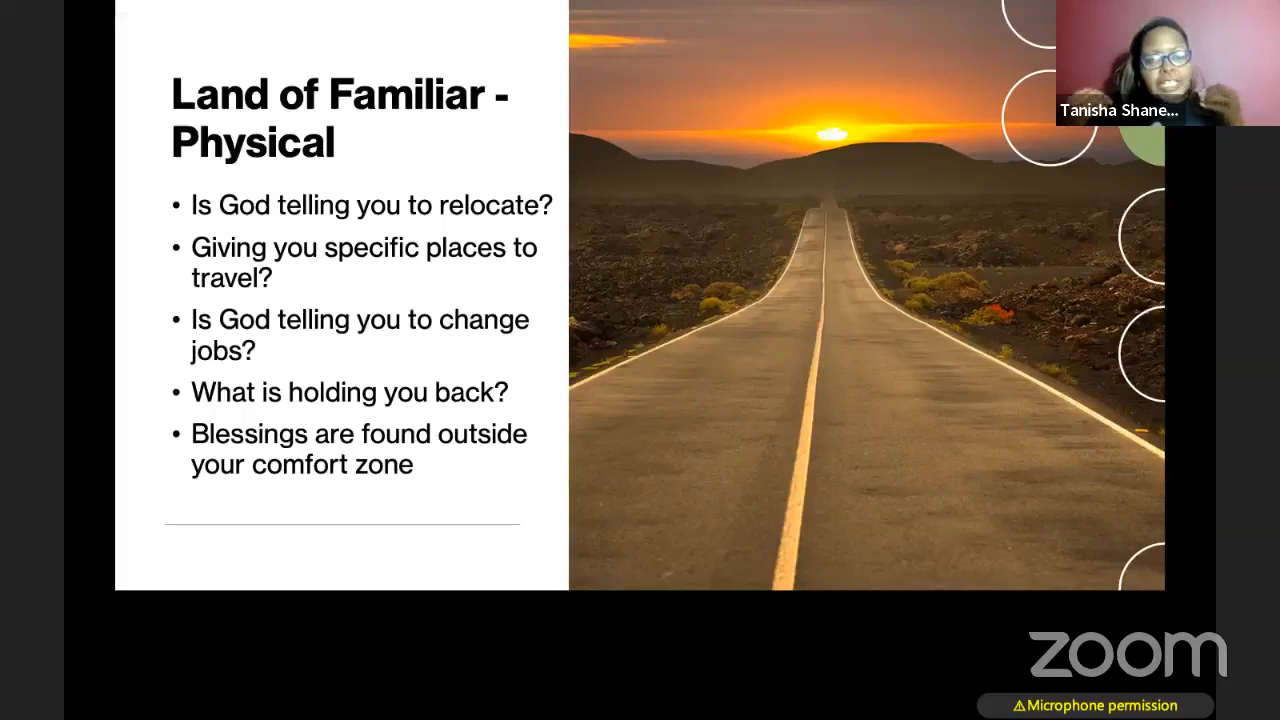 Land of Familiar -
Physical
• Is God telling you to relocate?
• Giving you specific places to
travel?
• Is God telling you to change
jobs?
• What is holding you back?
• Blessings are found outside
your comfort zone
Tanisha Shane...
zoom
⚠Microphone permission